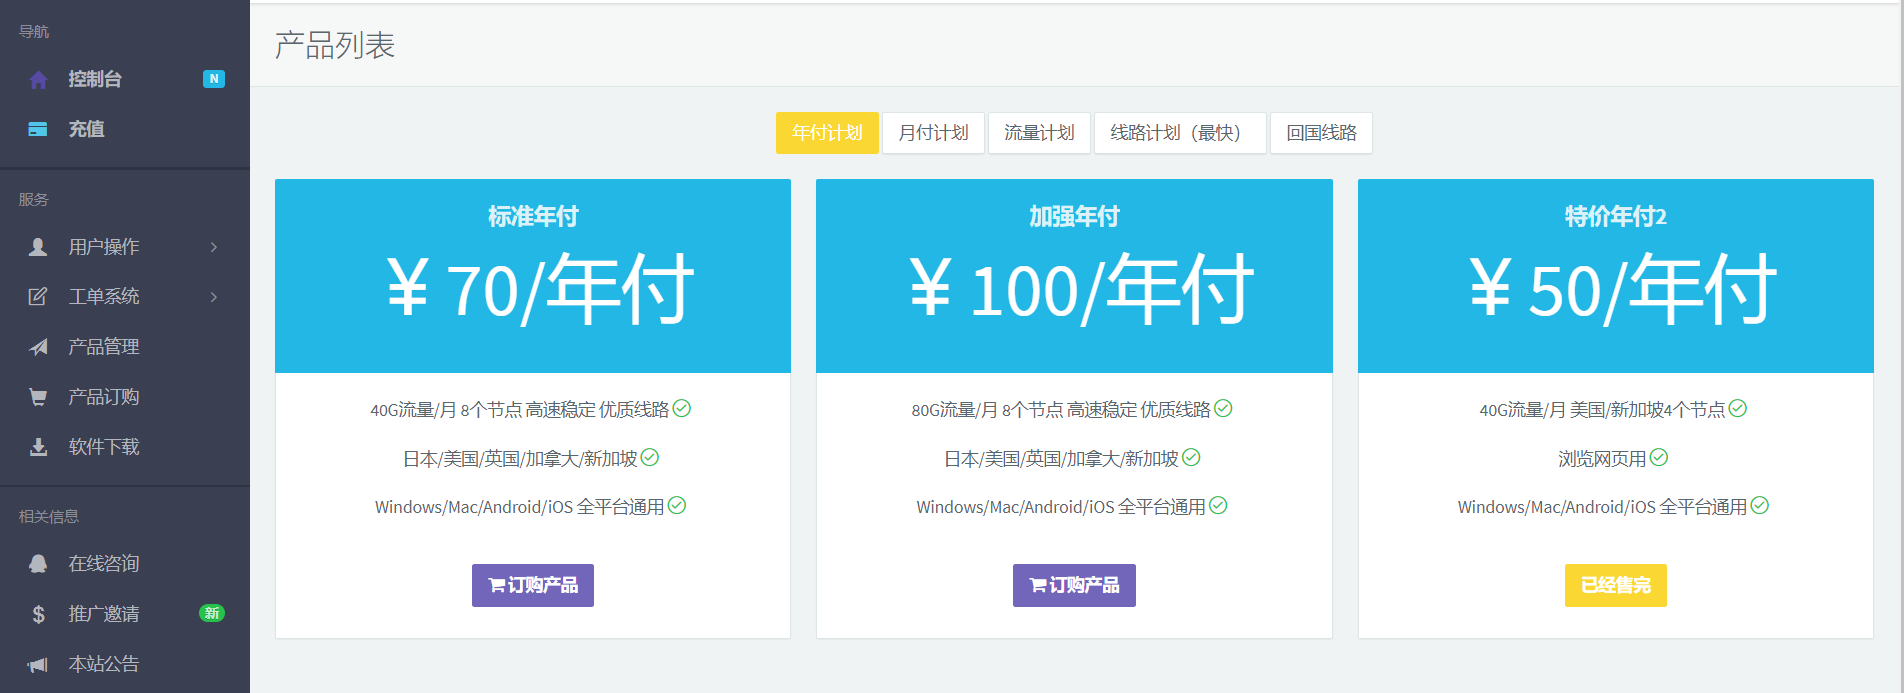 导航
控制台 N
充值
服务
用户操作
工单系统
产品管理
产品订购
软件下载
相关信息
在线咨询
推广邀请 新
本站公告
产品列表
年付计划 月付计划 流量计划 线路计划（最快） 回国线路
标准年付
¥ 70/年付
40G流量/月 8个节点 高速稳定 优质线路
日本/美国/英国/加拿大/新加坡
Windows/Mac/Android/iOS 全平台通用
订购产品
加强年付
¥ 100/年付
80G流量/月 8个节点 高速稳定 优质线路
日本/美国/英国/加拿大/新加坡
Windows/Mac/Android/iOS 全平台通用
订购产品
特价年付2
¥ 50/年付
40G流量/月 美国/新加坡4个节点
浏览网页用
Windows/Mac/Android/iOS 全平台通用
已经售完